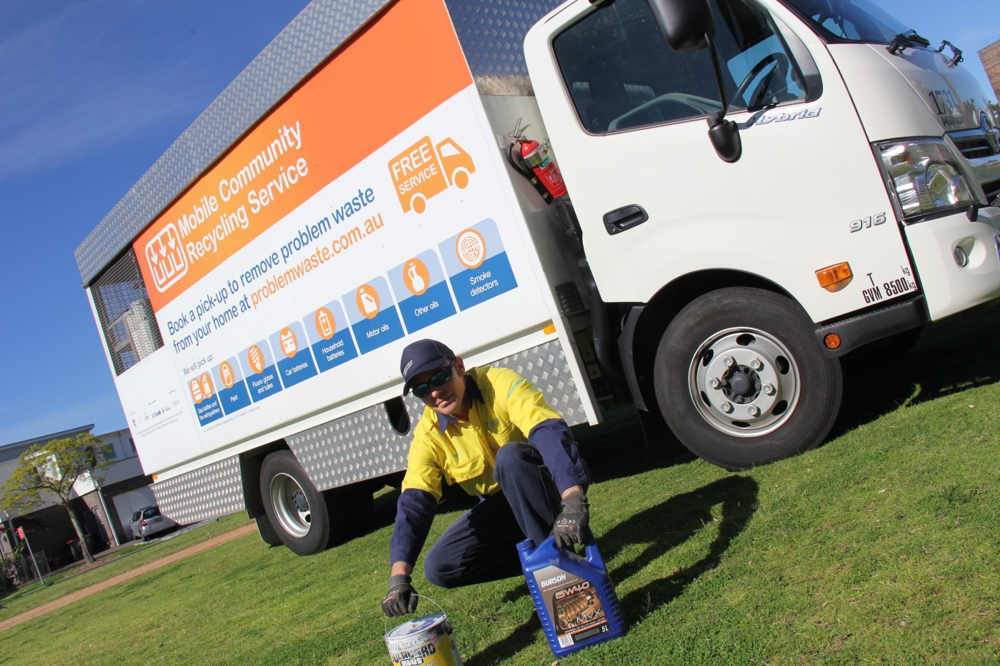 Mobile Community
Recycling Service
FREE
SERVICE
Book a pick-up to remove problem waste
from your home at problemwaste.com.au
We will pick up:
Gas bottles and
fire extinguishers
Paint
Fluoro globes
and tubes
Car batteries
Household
batteries
Motor oils
Other oils
Smoke
detectors
Hybrid
916
T kg
GVM 8500 kg
BURSON
15W40
MVX
5L